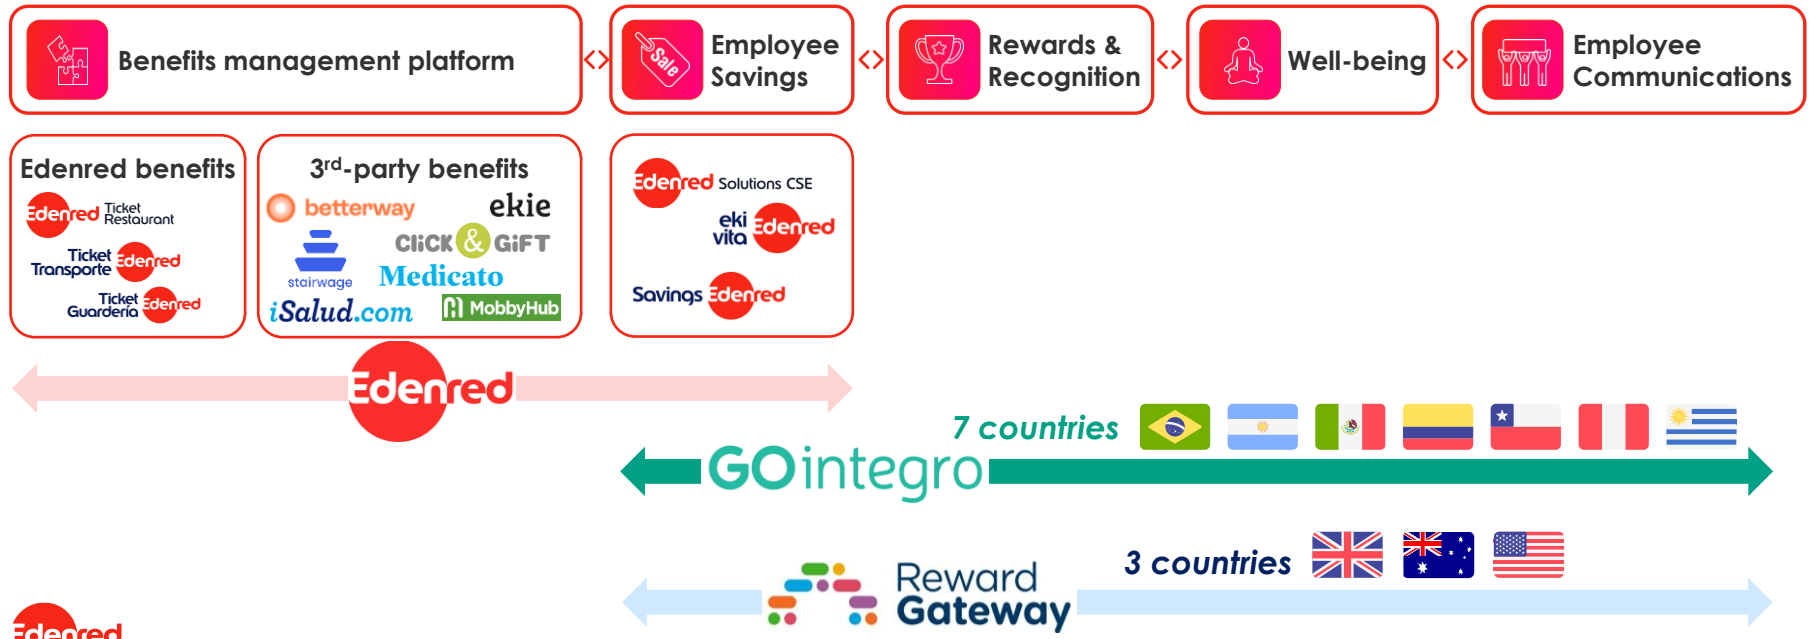 Benefits management platform
<>
Sale
Employee
Savings
<>
Rewards &
Recognition
<>
Well-being
<>
Employee
Communications
Edenred benefits
Edenred Ticket
Restaurant
Ticket
Transporte Edenred
Ticket
Guardería Edenred
3rd-party benefits
betterway
ekie
stairwage
CliCK & GiFT
Medicato
iSalud.com
MobbyHub
Edenred Solutions CSE
eki
vita Edenred
Savings Edenred
Edenred
7 countries
GOintegro
3 countries
Reward
Gateway
Edenred